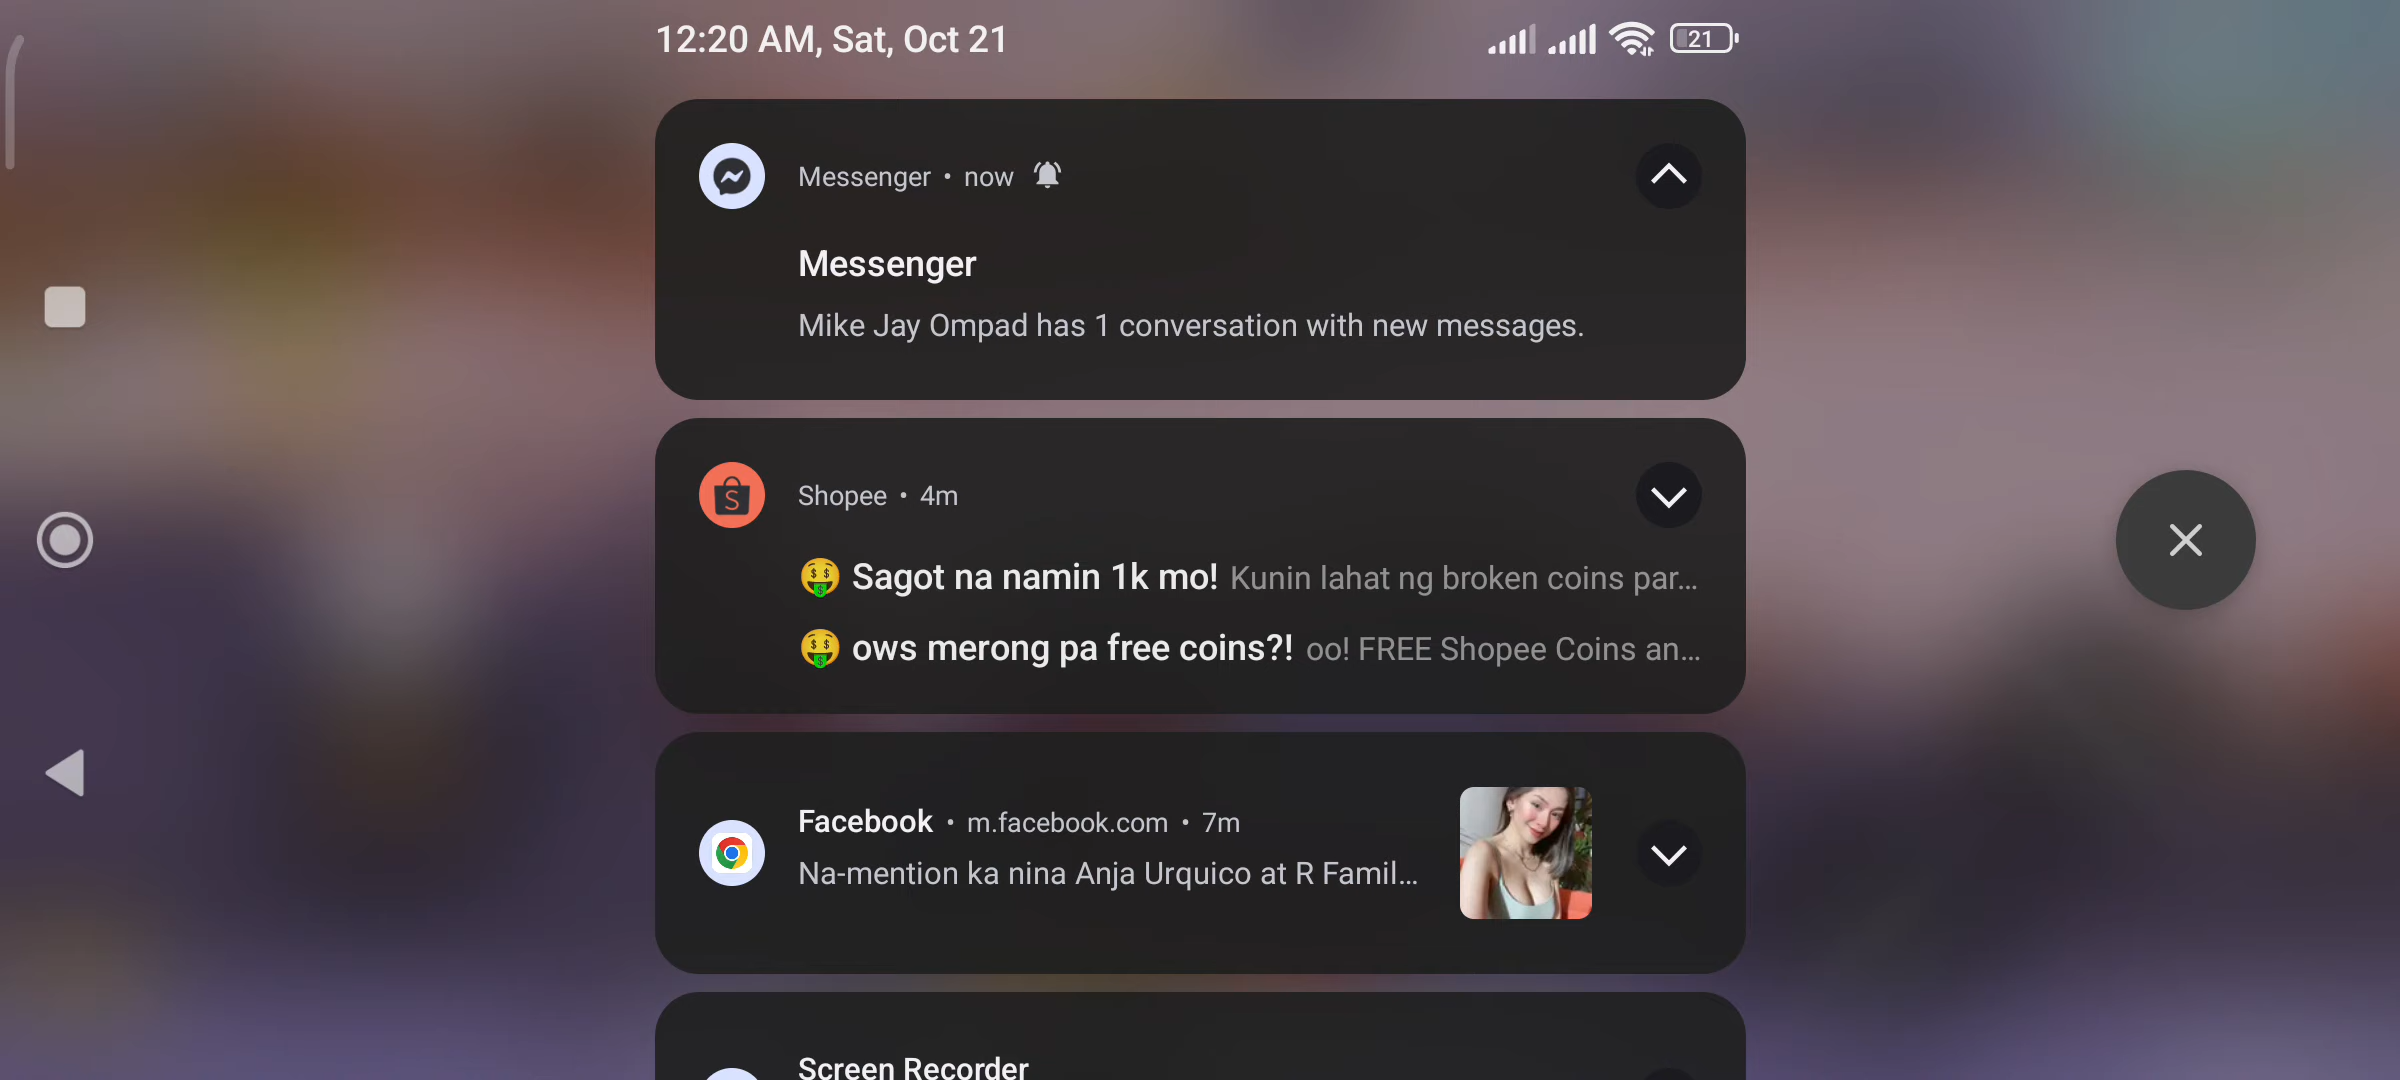 12:20 AM, Sat, Oct 21
21
Messenger • now
Messenger
Mike Jay Ompad has 1 conversation with new messages.
Shopee • 4m
🤑 Sagot na namin 1k mo! Kunin lahat ng broken coins par...
🤑 ows merong pa free coins?! oo! FREE Shopee Coins an...
Facebook • m.facebook.com • 7m
Na-mention ka nina Anja Urquico at R Famil...
Screen Recorder